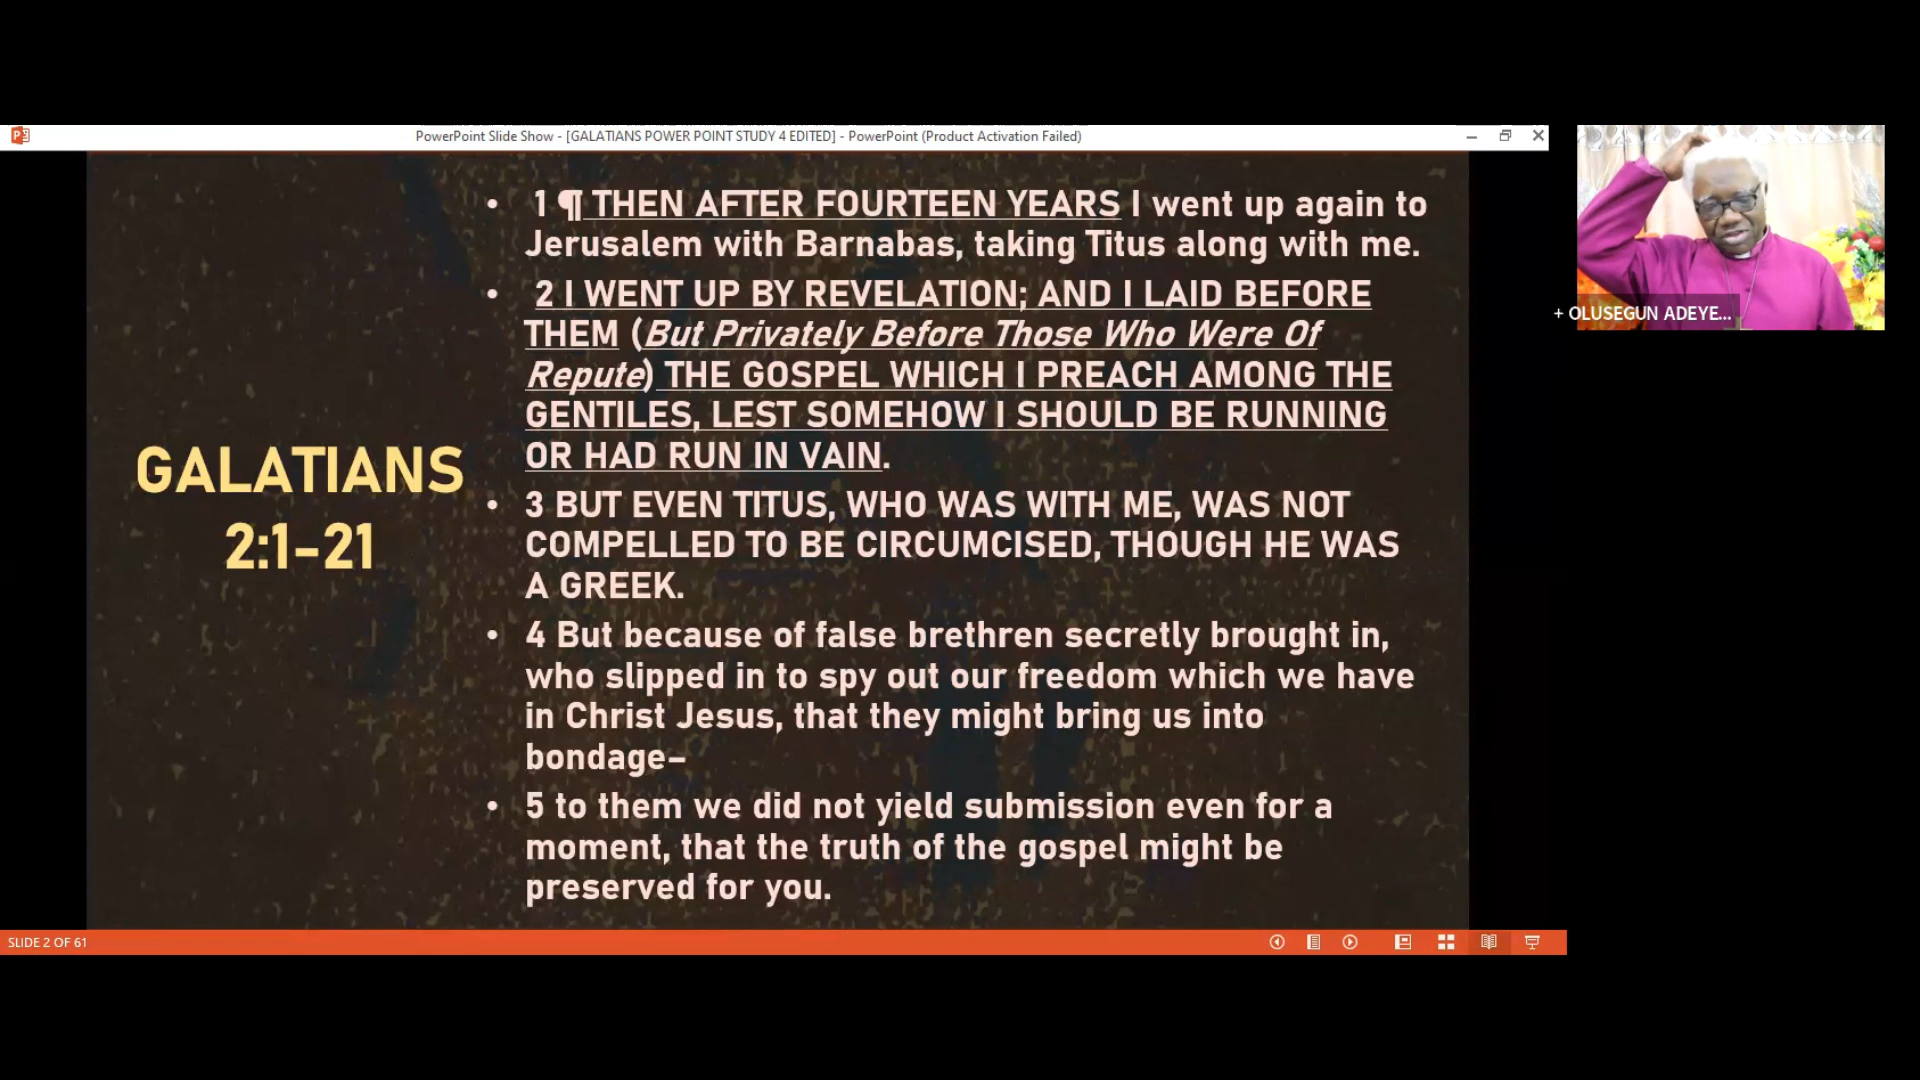 PowerPoint Slide Show - [GALATIANS POWER POINT STUDY 4 EDITED] - PowerPoint (Product Activation Failed)
GALATIANS
2:1-21
• 1 ¶ THEN AFTER FOURTEEN YEARS I went up again to
Jerusalem with Barnabas, taking Titus along with me.
• 2 I WENT UP BY REVELATION; AND I LAID BEFORE
THEM (But Privately Before Those Who Were Of
Repute) THE GOSPEL WHICH I PREACH AMONG THE
GENTILES, LEST SOMEHOW I SHOULD BE RUNNING
OR HAD RUN IN VAIN.
• 3 BUT EVEN TITUS, WHO WAS WITH ME, WAS NOT
COMPELLED TO BE CIRCUMCISED, THOUGH HE WAS
A GREEK.
• 4 But because of false brethren secretly brought in,
who slipped in to spy out our freedom which we have
in Christ Jesus, that they might bring us into
bondage–
• 5 to them we did not yield submission even for a
moment, that the truth of the gospel might be
preserved for you.
+ OLUSEGUN ADEYE...
SLIDE 2 OF 61